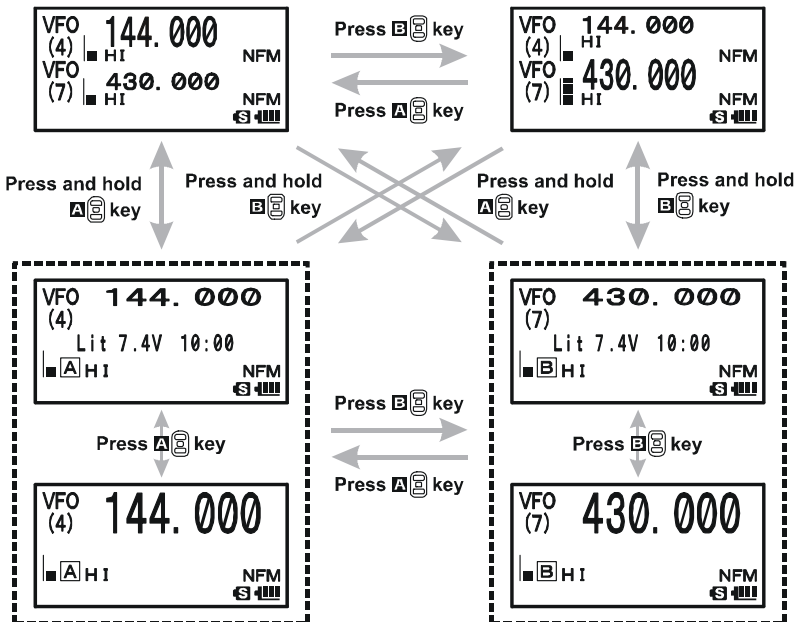 VFO (4) 144. 000
HI NFM
VFO (7) 430. 000
HI NFM
S
Press B key
Press A key
VFO (4) 144. 000
HI NFM
VFO (7) 430. 000
HI NFM
S
Press and hold
A key
Press and hold
B key
Press and hold
A key
Press and hold
B key
VFO 144. 000
(4)
Lit 7.4V 10:00
A HI NFM
S
VFO 430. 000
(7)
Lit 7.4V 10:00
B HI NFM
S
Press A key
Press B key
Press A key
Press B key
VFO 144. 000
(4)
A HI NFM
S
VFO 430. 000
(7)
B HI NFM
S